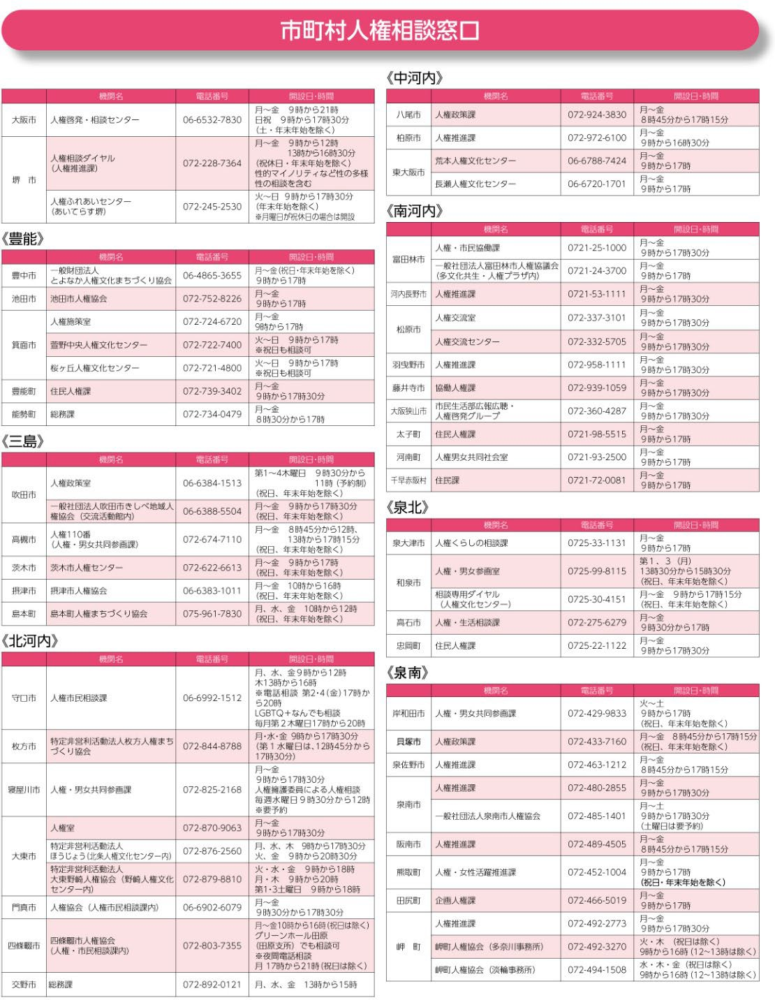 市町村人権相談窓口
機関名 電話番号 開設日・時間
大阪市 人権啓発・相談センター 06-6532-7830 月〜金 9時から21時
日祝 9時から17時30分
(土・年末年始を除く)
堺 市 人権相談ダイヤル
(人権推進課) 072-228-7364 月〜金 9時から12時
13時から16時30分
(祝休日・年末年始を除く)
性的マイノリティなど性の多様
性の相談を含む
人権ふれあいセンター
(あいてらす堺) 072-245-2530 火〜日 9時から17時30分
(年末年始を除く)
※月曜日が祝休日の場合は開設
《豊能》
機関名 電話番号 開設日・時間
豊中市 一般財団法人
とよなか人権文化まちづくり協会 06-4865-3655 月〜金(祝日・年末年始を除く)
9時から17時
池田市 池田市人権協会 072-752-8226 月〜金
9時から17時
箕面市 人権施策室 072-724-6720 月〜金
9時から17時
萱野中央人権文化センター 072-722-7400 火〜日 9時から17時
※祝日も相談可
桜ヶ丘人権文化センター 072-721-4800 火〜日 9時から17時
※祝日も相談可
豊能町 住民人権課 072-739-3402 月〜金
9時から17時30分
能勢町 総務課 072-734-0479 月〜金
8時30分から17時
《三島》
機関名 電話番号 開設日・時間
吹田市 人権政策室 06-6384-1513 第1〜4木曜日 9時30分から
11時(予約制)
(祝日、年末年始を除く)
一般社団法人吹田市きしべ地域人
権協会(交流活動館内) 06-6388-5504 月〜金 9時から17時30分
(祝日、年末年始を除く)
高槻市 人権110番
(人権・男女共同参画課) 072-674-7110 月〜金 8時45分から12時、
13時から17時15分
(祝日、年末年始を除く)
茨木市 茨木市人権センター 072-622-6613 月〜金 9時から17時
(祝日、年末年始を除く)
摂津市 摂津市人権協会 06-6383-1011 月〜金 10時から16時
(祝日、年末年始を除く)
島本町 島本町人権まちづくり協会 075-961-7830 月、水、金 10時から12時
(祝日、年末年始を除く)
《北河内》
機関名 電話番号 開設日・時間
守口市 人権市民相談課 06-6992-1512 月、水、金9時から12時
木13時から16時
※電話相談 第2・4(金)17時か
ら20時
LGBTQ+なんでも相談
毎月第2木曜日17時から20時
枚方市 特定非営利活動法人枚方人権まち
づくり協会 072-844-8788 月・水・金 9時から17時30分
(第1水曜日は、12時45分から
17時30分)
寝屋川市 人権・男女共同参画課 072-825-2168 月〜金
9時から17時30分
人権擁護委員による人権相談
毎週水曜日9時30分から12時
※要予約
大東市 人権室 072-870-9063 月〜金
9時から17時30分
特定非営利活動法人
ほうじょう(北条人権文化センター内) 072-876-2560 月、水、木 9時から17時30分
火、金 9時から20時30分
特定非営利活動法人
大東野崎人権協会(野崎人権文化
センター内) 072-879-8810 火・水・金 9時から18時
月・木 9時から20時
第1・3土曜日 9時から18時
門真市 人権協会(人権市民相談課内) 06-6902-6079 月〜金
9時30分から17時30分
四條畷市 四條畷市人権協会
(人権・市民相談課内) 072-803-7355 月〜金10時から16時(祝日は除く)
グリーンホール田原
(田原支所)でも相談可
※夜間電話相談
月 17時から21時(祝日は除く)
交野市 総務課 072-892-0121 月、水、金 13時から15時
《中河内》
機関名 電話番号 開設日・時間
八尾市 人権政策課 072-924-3830 月〜金
8時45分から17時15分
柏原市 人権推進課 072-972-6100 月〜金
9時から16時30分
東大阪市 荒本人権文化センター 06-6788-7424 月〜金
9時から17時
長瀬人権文化センター 06-6720-1701 月〜金
9時から17時
《南河内》
機関名 電話番号 開設日・時間
富田林市 人権・市民協働課 0721-25-1000 月〜金
9時から17時30分
一般社団法人富田林市人権協議会
(多文化共生・人権プラザ内) 0721-24-3700 月〜金
9時から17時
河内長野市 人権推進課 0721-53-1111 月〜金
9時から17時30分
松原市 人権交流室 072-337-3101 月〜金
9時から17時30分
人権交流センター 072-332-5705 月〜金
9時から17時30分
羽曳野市 人権推進課 072-958-1111 月〜金
9時から17時30分
藤井寺市 協働人権課 072-939-1059 月〜金
9時から17時30分
大阪狭山市 市民生活部広報広聴・
人権啓発グループ 072-360-4287 月〜金
9時から17時30分
太子町 住民人権課 0721-98-5515 月〜金
9時から17時
河南町 人権男女共同社会室 0721-93-2500 月〜金
9時から17時
千早赤阪村 住民課 0721-72-0081 月〜金
9時から17時
《泉北》
機関名 電話番号 開設日・時間
泉大津市 人権くらしの相談課 0725-33-1131 月〜金
9時から17時
和泉市 人権・男女参画室 0725-99-8115 第1、3(月)
13時30分から15時30分
(祝日、年末年始を除く)
相談専用ダイヤル
(人権文化センター) 0725-30-4151 月〜金 9時から17時15分
(祝日、年末年始を除く)
高石市 人権・生活相談課 072-275-6279 月〜金
9時30分から17時
忠岡町 住民人権課 0725-22-1122 月〜金
9時から17時30分
《泉南》
機関名 電話番号 開設日・時間
岸和田市 人権・男女共同参画課 072-429-9833 火〜土
9時から17時
(祝日、年末年始を除く)
貝塚市 人権政策課 072-433-7160 月〜金 8時45分から17時15分
(祝日、年末年始を除く)
泉佐野市 人権推進課 072-463-1212 月〜金
8時45分から17時15分
泉南市 人権推進課 072-480-2855 月〜金
9時から17時30分
一般社団法人泉南市人権協会 072-485-1401 月〜土
9時から17時30分
(土曜日は要予約)
阪南市 人権推進課 072-489-4505 月〜金
8時45分から17時15分
熊取町 人権・女性活躍推進課 072-452-1004 月〜金
9時から17時
(祝日・年末年始を除く)
田尻町 企画人権課 072-466-5019 月〜金
9時から17時
岬 町 人権推進課 072-492-2773 月〜金
9時から17時30分
岬町人権協会(多奈川事務所) 072-492-3270 火・木 (祝日は除く)
9時から16時(12〜13時は除く)
岬町人権協会(淡輪事務所) 072-494-1508 水・木・金(祝日は除く)
9時から16時(12〜13時は除く)